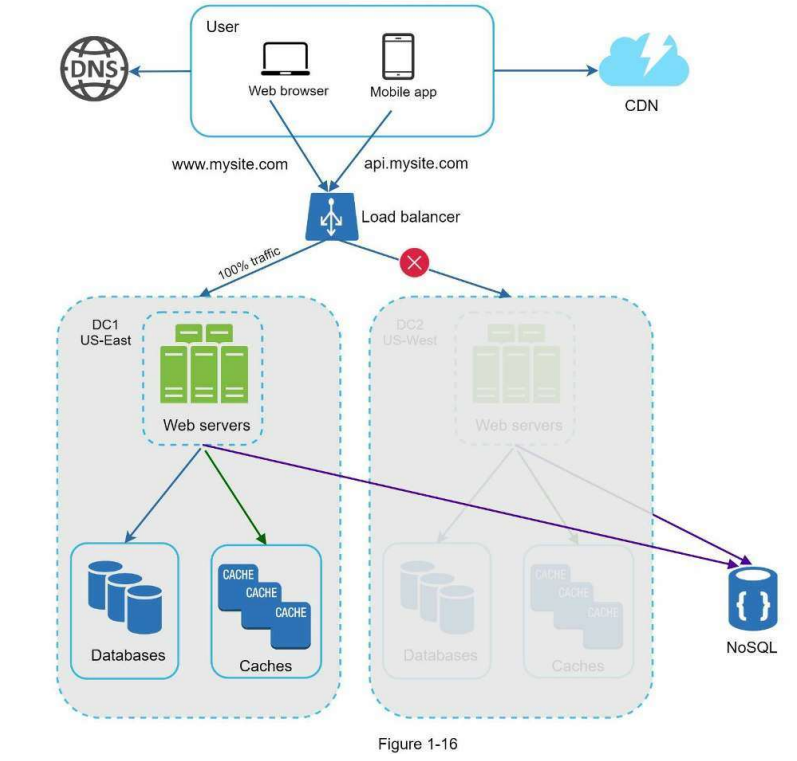 User
DNS
Web browser
Mobile app
CDN
www.mysite.com
api.mysite.com
Load balancer
100% traffic
DC1
US-East
DC2
US-West
Web servers
Web servers
CACHE
CACHE
CACHE
Databases
Caches
CACHE
CACHE
CACHE
Databases
Caches
{ }
NoSQL
Figure 1-16